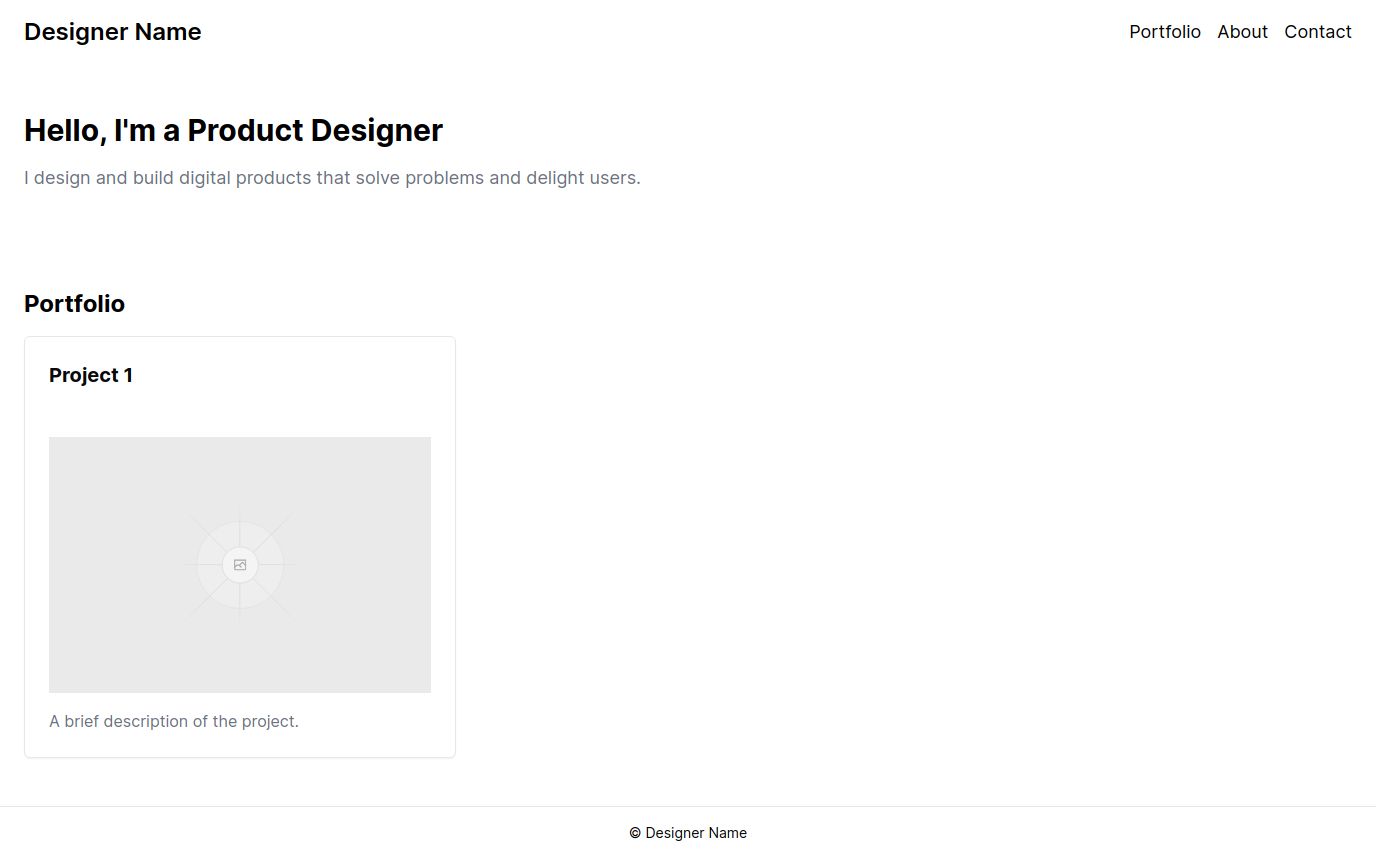 Designer Name
Portfolio About Contact
Hello, I'm a Product Designer
I design and build digital products that solve problems and delight users.
Portfolio
Project 1
A brief description of the project.
© Designer Name